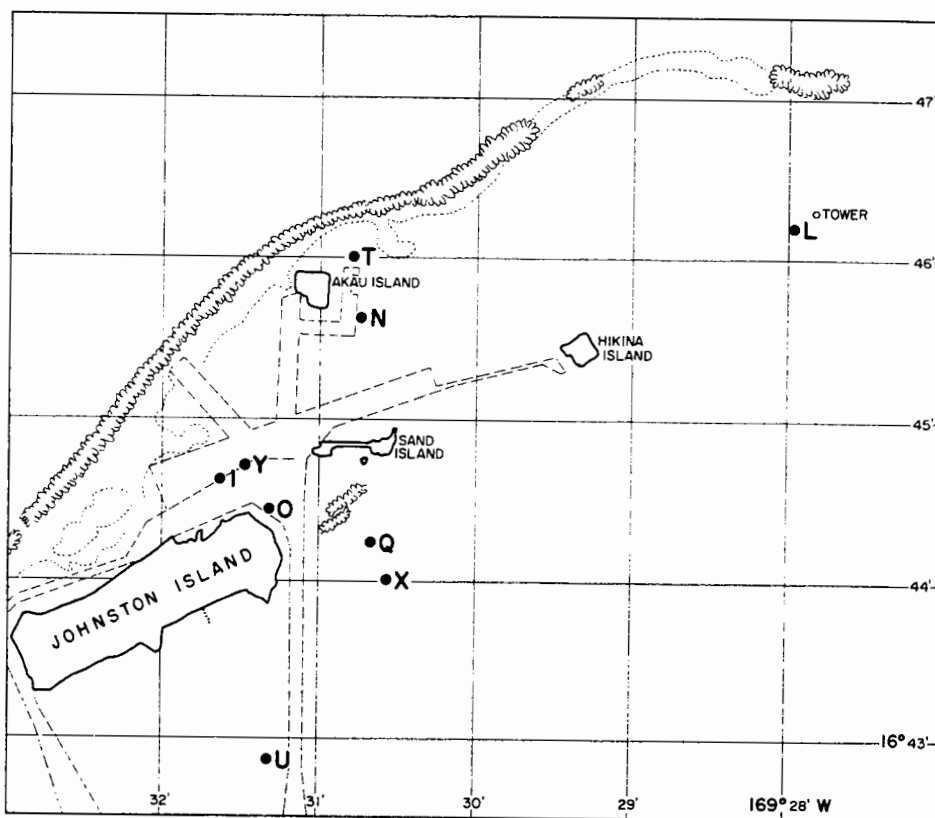 47'
TOWER
L
46'
T
AKAU ISLAND
N
HIKINA
ISLAND
45'
SAND
ISLAND
Y
1
O
Q
44'
X
JOHNSTON ISLAND
16° 43'
U
32'
31'
30'
29'
169° 28' W